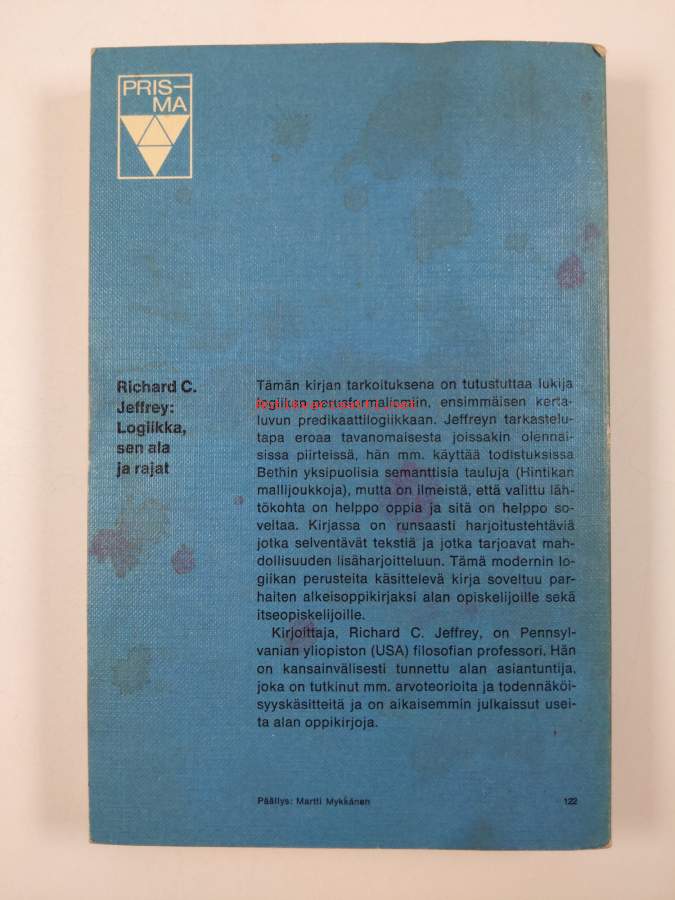 PRIS-
MA
Richard C.
Jeffrey:
Logiikka,
sen ala
ja rajat
Tämän kirjan tarkoituksena on tutustuttaa lukija
logiikan perusformalismiin, ensimmäisen kerta-
luvun predikaattilogiikkaan. Jeffreyn tarkastelu-
tapa eroaa tavanomaisesta joissakin olennai-
sissa piirteissä, hän mm. käyttää todistuksissa
Bethin yksipuolisia semanttisia tauluja (Hintikan
mallijoukkoja), mutta on ilmeistä, että valittu läh-
tökohta on helppo oppia ja sitä on helppo so-
veltaa. Kirjassa on runsaasti harjoitustehtäviä
jotka selventävät tekstiä ja jotka tarjoavat mah-
dollisuuden lisäharjoitteluun. Tämä modernin lo-
giikan perusteita käsittelevä kirja soveltuu par-
haiten alkeisoppikirjaksi alan opiskelijoille sekä
itseopiskelijoille.
Kirjoittaja, Richard C. Jeffrey, on Pennsyl-
vanian yliopiston (USA) filosofian professori. Hän
on kansainvälisesti tunnettu alan asiantuntija,
joka on tutkinut mm. arvoteorioita ja todennäköi-
syyskäsitteitä ja on aikaisemmin julkaissut usei-
ta alan oppikirjoja.
Päällys: Martti Mykkänen
122